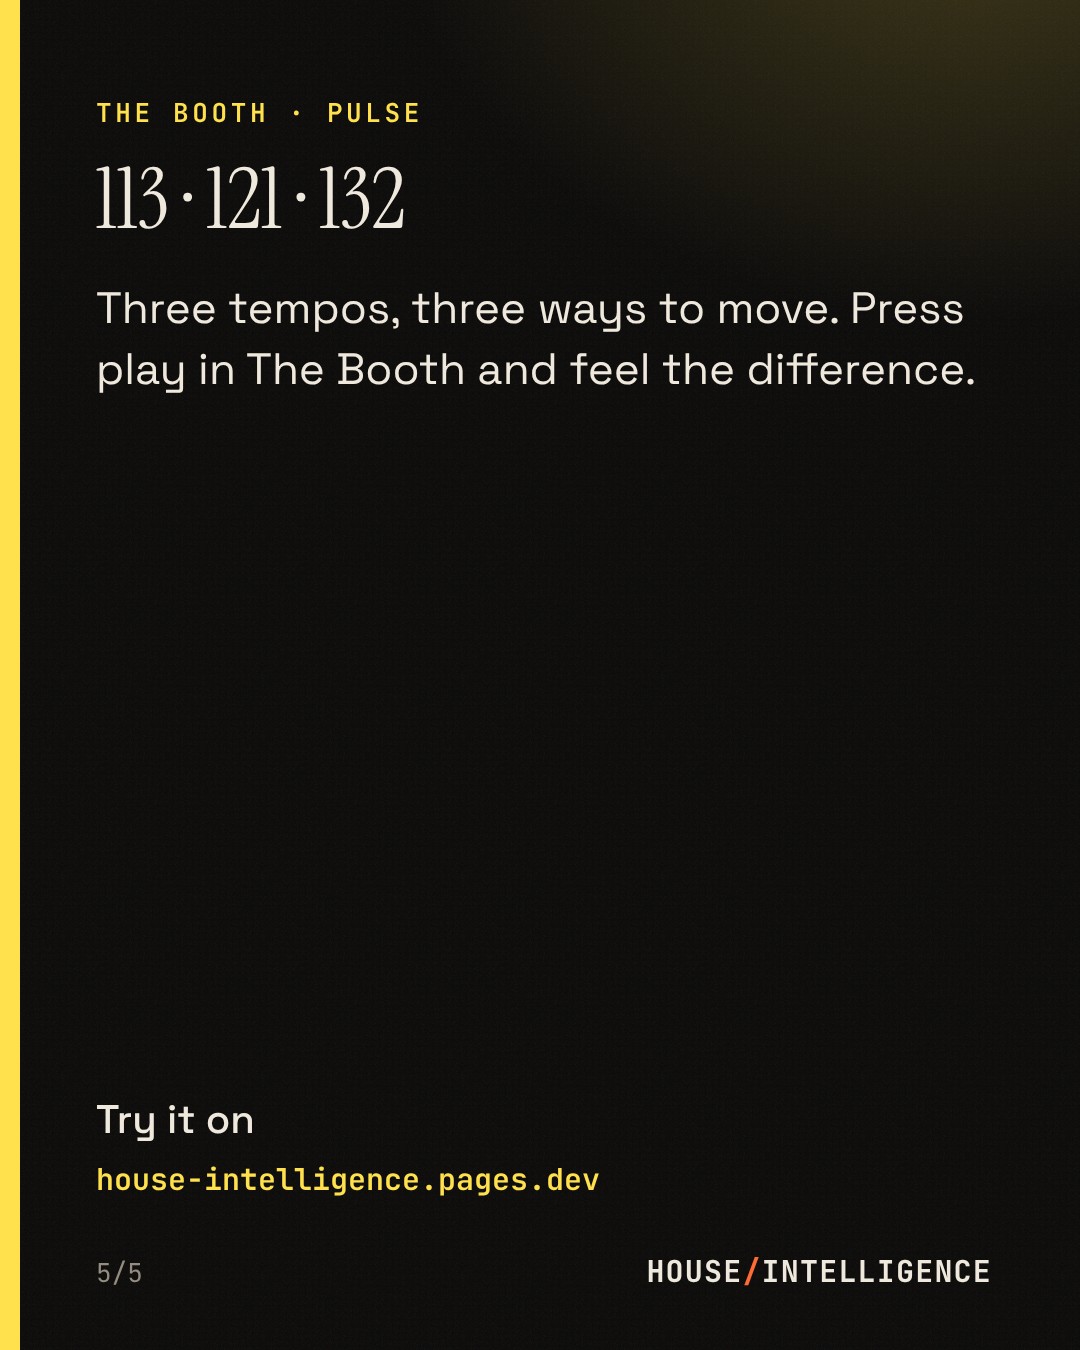 THE BOOTH · PULSE
113 · 121 · 132
Three tempos, three ways to move. Press
play in The Booth and feel the difference.
Try it on
house-intelligence.pages.dev
5/5
HOUSE/INTELLIGENCE